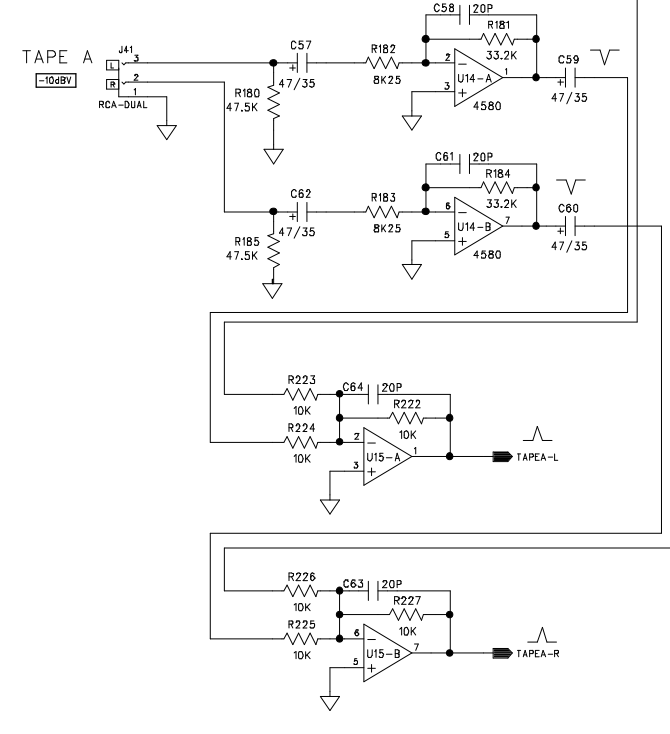 C58 20P
R181
33.2K
TAPE A
-10dBV
J41
L 3
R 2
1
RCA-DUAL
C57
+
47/35
R180
47.5K
R182
8K25
2 -
U14-A 1
3 +
4580
C59
+
47/35
C61 20P
R184
33.2K
C62
+
47/35
R185
47.5K
R183
8K25
6 -
U14-B 7
5 +
4580
C60
+
47/35
R223
10K
C64 20P
R222
10K
R224
10K
2 -
U15-A 1
3 +
TAPEA-L
R226
10K
C63 20P
R227
10K
R225
10K
6 -
U15-B 7
5 +
TAPEA-R